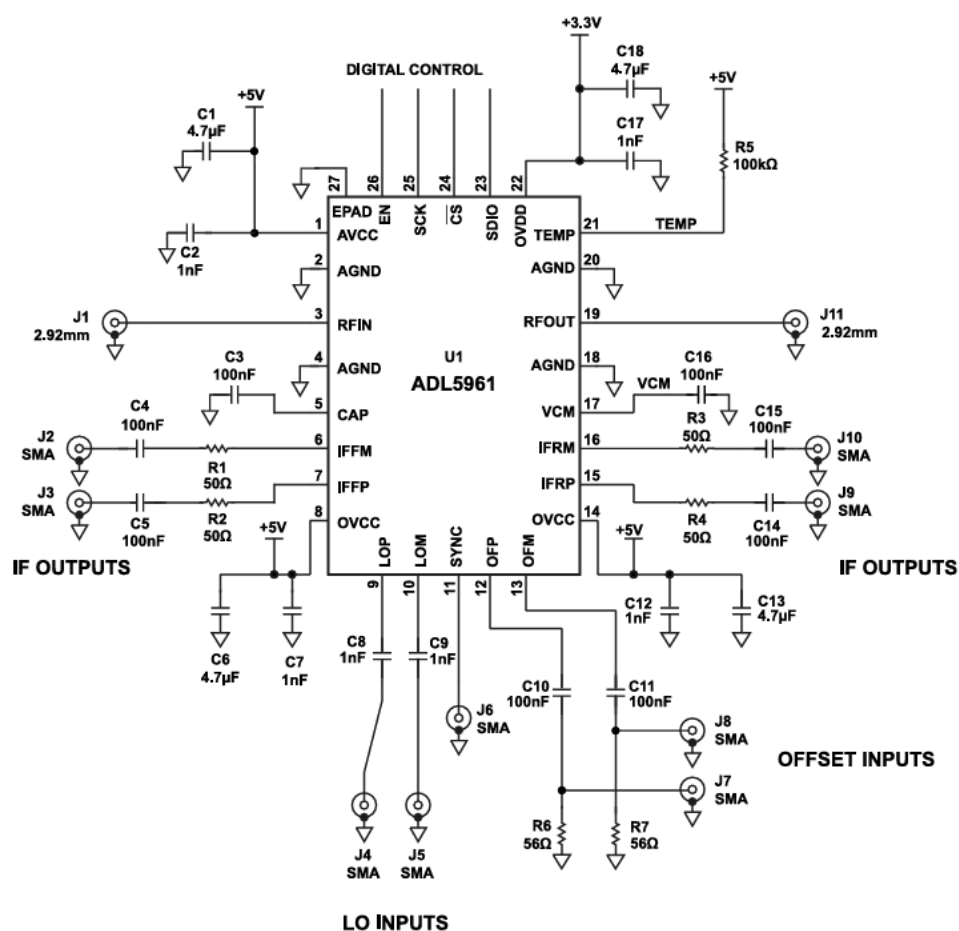 +3.3V
C18
4.7µF
DIGITAL CONTROL
+5V
+5V
C1
4.7µF
C17
1nF
R5
100kΩ
27
26
25
24
23
22
EPAD
EN
SCK
CS
SDIO
OVDD
C2
1nF
1
AVCC
TEMP
21
TEMP
2
AGND
AGND
20
J1
2.92mm
3
RFIN
RFOUT
19
J11
2.92mm
U1
ADL5961
4
AGND
AGND
18
C3
100nF
5
CAP
VCM
17
VCM
C16
100nF
C4
100nF
R3
50Ω
C15
100nF
J2
SMA
6
IFFM
IFRM
16
J10
SMA
R1
50Ω
J3
SMA
7
IFFP
IFRP
15
J9
SMA
C5
100nF
R2
50Ω
R4
50Ω
C14
100nF
8
OVCC
OVCC
14
+5V
+5V
IF OUTPUTS
IF OUTPUTS
LOP
LOM
SYNC
OFP
OFM
9
10
11
12
13
C6
4.7µF
C7
1nF
C8
1nF
C9
1nF
C12
1nF
C13
4.7µF
C10
100nF
C11
100nF
J6
SMA
J8
SMA
OFFSET INPUTS
J7
SMA
R6
56Ω
R7
56Ω
J4
SMA
J5
SMA
LO INPUTS